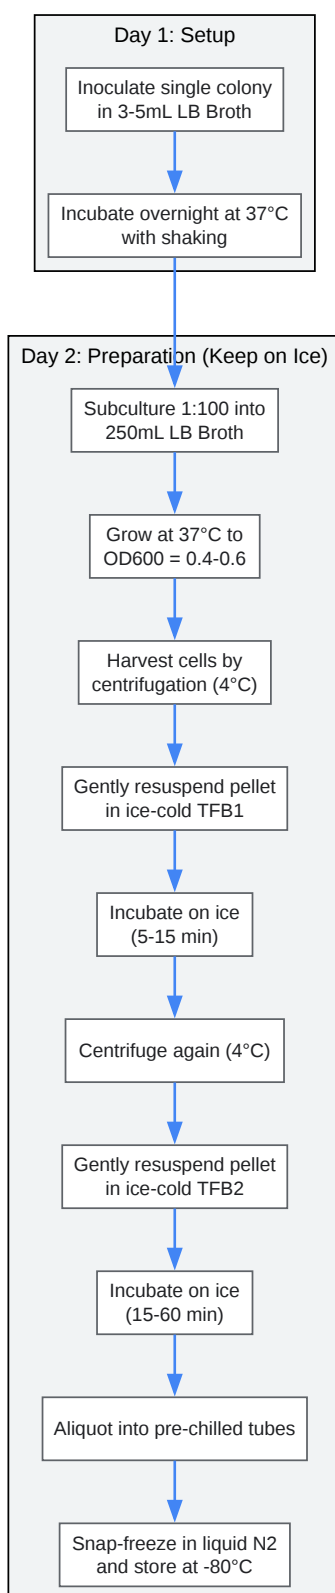 Day 1: Setup
Inoculate single colony
in 3-5mL LB Broth
Incubate overnight at 37°C
with shaking
Day 2: Preparation (Keep on Ice)
Subculture 1:100 into
250mL LB Broth
Grow at 37°C to
OD600 = 0.4-0.6
Harvest cells by
centrifugation (4°C)
Gently resuspend pellet
in ice-cold TFB1
Incubate on ice
(5-15 min)
Centrifuge again (4°C)
Gently resuspend pellet
in ice-cold TFB2
Incubate on ice
(15-60 min)
Aliquot into pre-chilled tubes
Snap-freeze in liquid N2
and store at -80°C